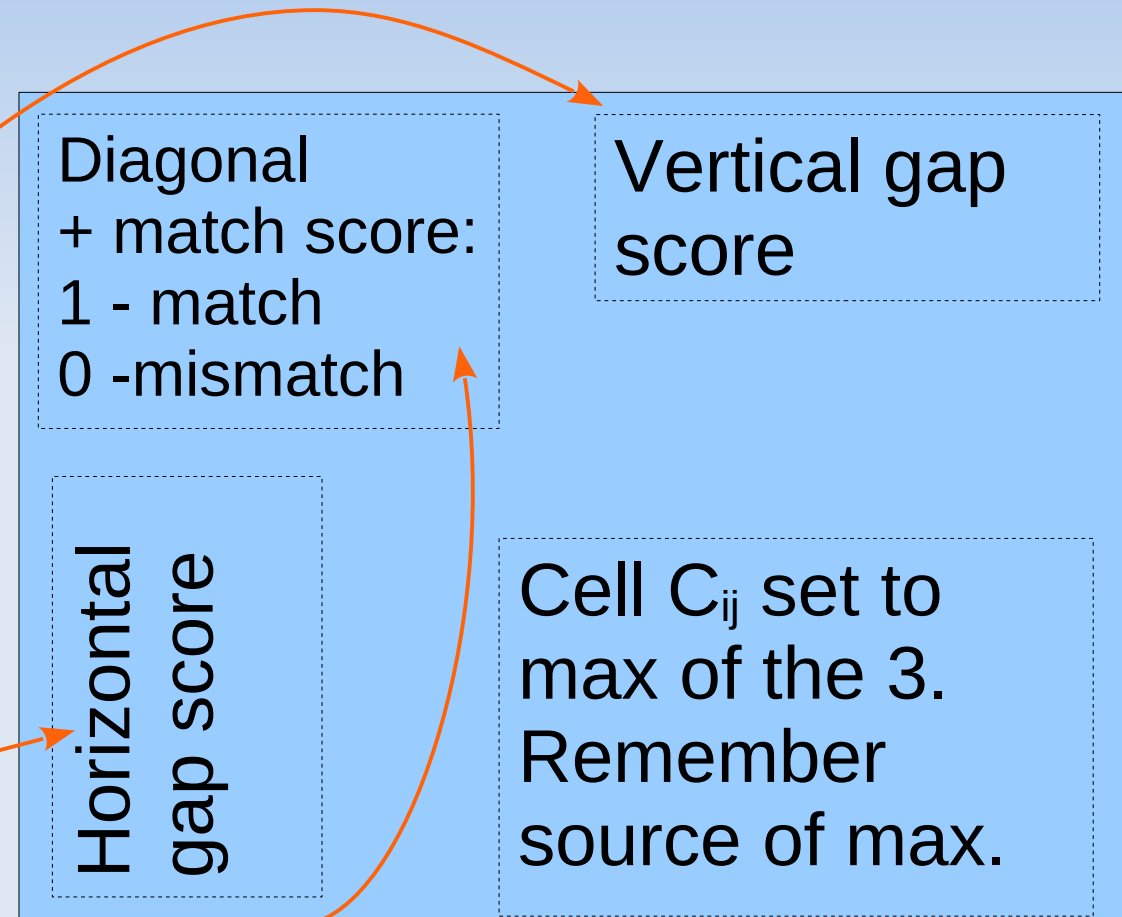 Diagonal
+ match score:
1 - match
0 -mismatch
Vertical gap
score
Horizontal
gap score
Cell Cij set to
max of the 3.
Remember
source of max.